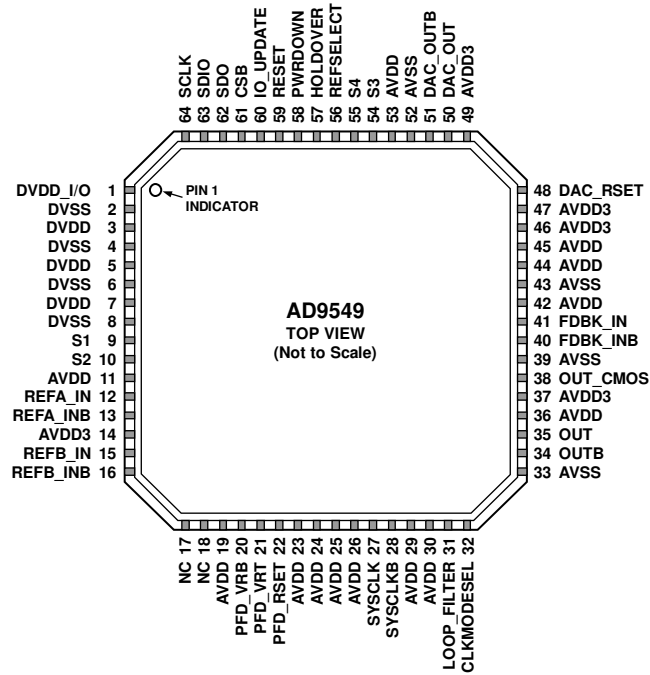 64 SCLK
63 SDIO
62 SDO
61 CSB
60 IO_UPDATE
59 RESET
58 PWRDOWN
57 HOLDOVER
56 REFSELECT
55 S4
54 S3
53 AVDD
52 AVSS
51 DAC_OUTB
50 DAC_OUT
49 AVDD3
DVDD_I/O 1
DVSS 2
DVDD 3
DVSS 4
DVDD 5
DVSS 6
DVDD 7
DVSS 8
S1 9
S2 10
AVDD 11
REFA_IN 12
REFA_INB 13
AVDD3 14
REFB_IN 15
REFB_INB 16
PIN 1
INDICATOR
AD9549
TOP VIEW
(Not to Scale)
48 DAC_RSET
47 AVDD3
46 AVDD3
45 AVDD
44 AVDD
43 AVSS
42 AVDD
41 FDBK_IN
40 FDBK_INB
39 AVSS
38 OUT_CMOS
37 AVDD3
36 AVDD
35 OUT
34 OUTB
33 AVSS
NC 17
NC 18
AVDD 19
PFD_VRB 20
PFD_VRT 21
PFD_RSET 22
AVDD 23
AVDD 24
AVDD 25
AVDD 26
SYSCLK 27
SYSCLKB 28
AVDD 29
AVDD 30
LOOP_FILTER 31
CLKMODESEL 32